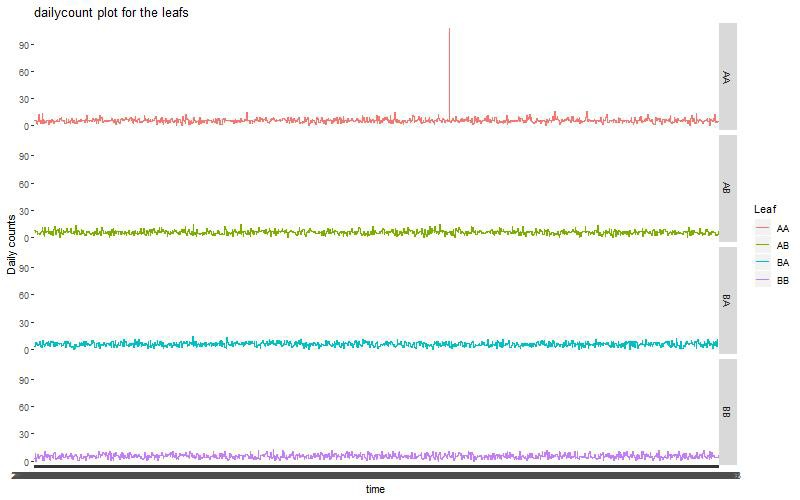 dailycount plot for the leafs
90
60
30
0
AA
90
60
30
0
AB
90
60
30
0
BA
90
60
30
0
BB
Daily counts
time
Leaf
AA
AB
BA
BB